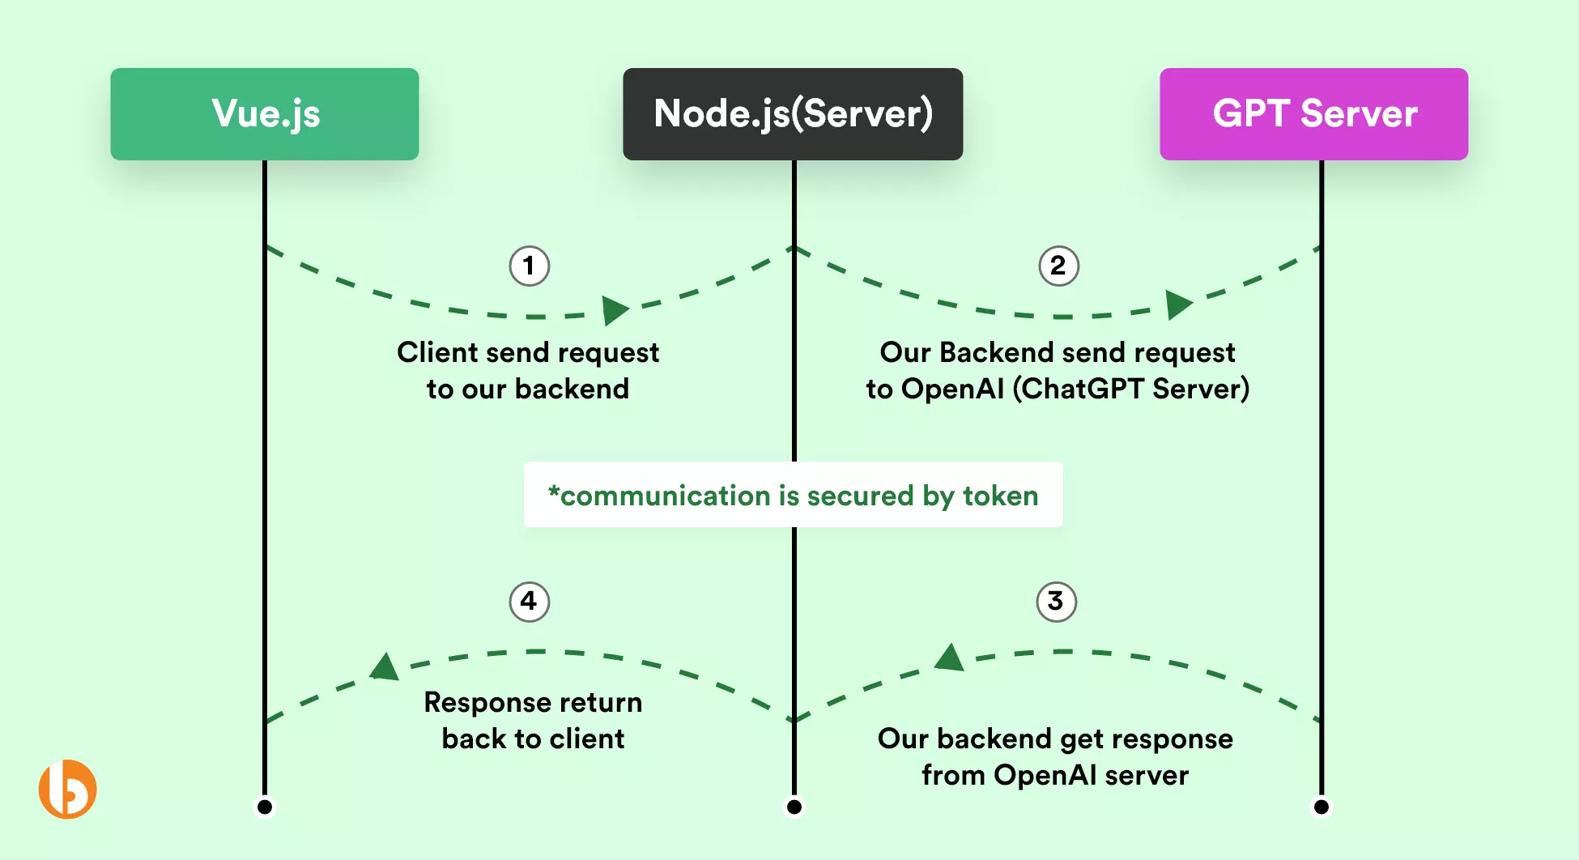 Vue.js
Node.js(Server)
GPT Server
1
2
Client send request
to our backend
Our Backend send request
to OpenAI (ChatGPT Server)
*communication is secured by token
4
3
Response return
back to client
Our backend get response
from OpenAI server
b